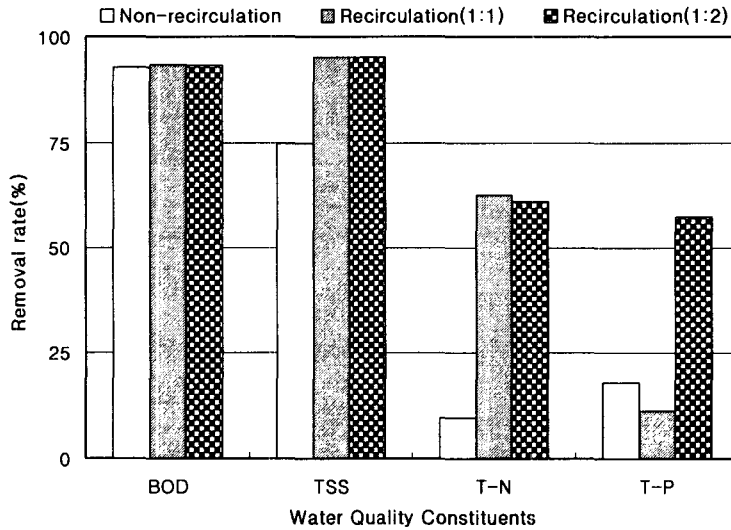 Non-recirculation Recirculation(1:1) Recirculation(1:2)
100
75
50
25
0
Removal rate(%)
BOD TSS T-N T-P
Water Quality Constituents